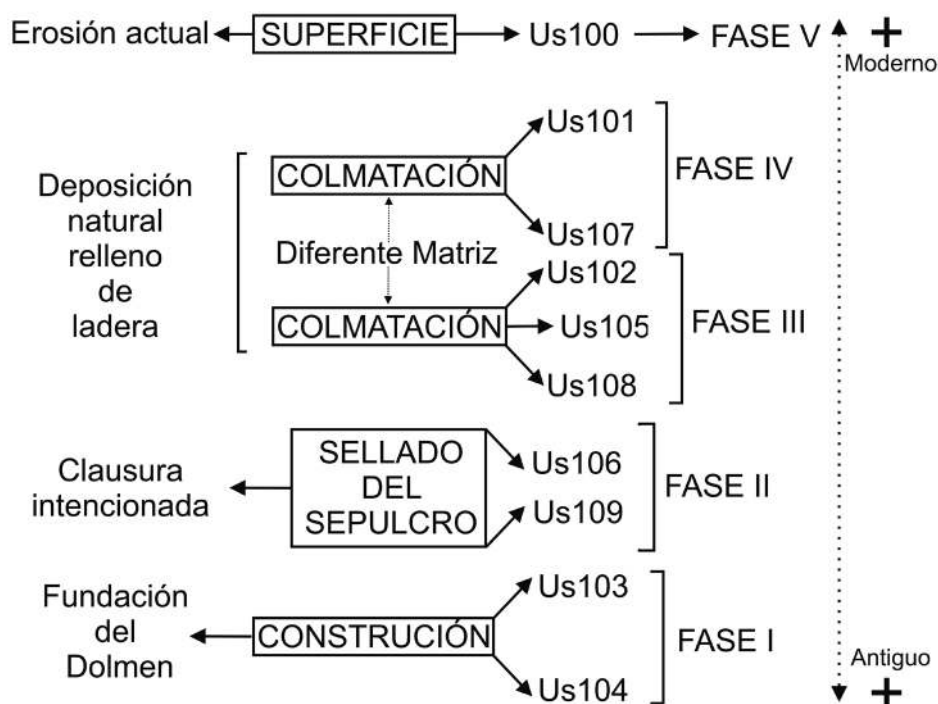 Erosión actual SUPERFICIE Us100 FASE V +
Moderno
Us101
Deposición
natural
relleno
de
ladera
COLMATACIÓN
FASE IV
Us107
Diferente Matriz
Us102
COLMATACIÓN
Us105
FASE III
Us108
Clausura
intencionada
SELLADO
DEL
SEPULCRO
Us106
Us109
FASE II
Fundación
del
Dolmen
CONSTRUCIÓN
Us103
Us104
FASE I
Antiguo
+